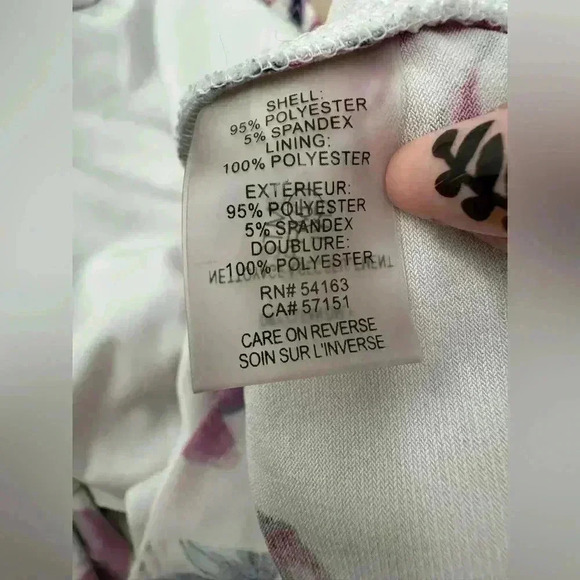 SHELL:
95% POLYESTER
5% SPANDEX
LINING:
100% POLYESTER
EXTÉRIEUR:
95% POLYESTER
5% SPANDEX
DOUBLURE:
100% POLYESTER
RN# 54163
CA# 57151
CARE ON REVERSE
SOIN SUR L'INVERSE